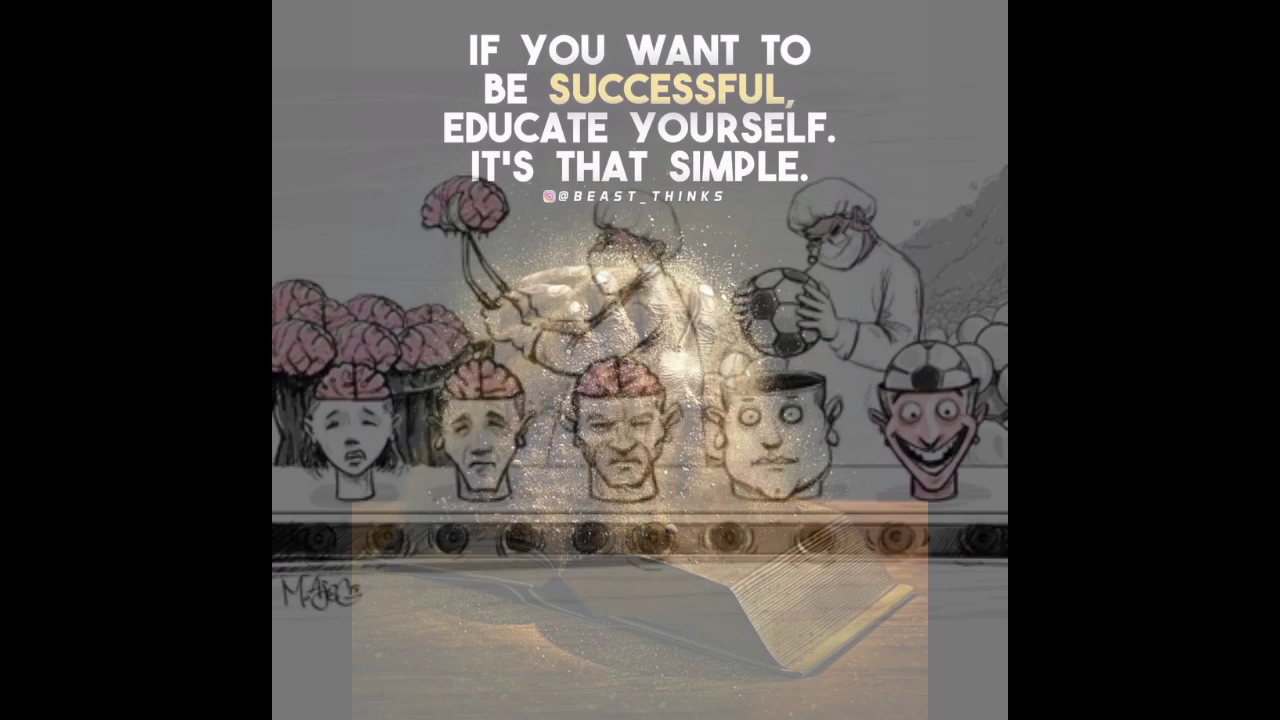 IF YOU WANT TO
BE SUCCESSFUL,
EDUCATE YOURSELF.
IT'S THAT SIMPLE.
@BEAST_THINKS